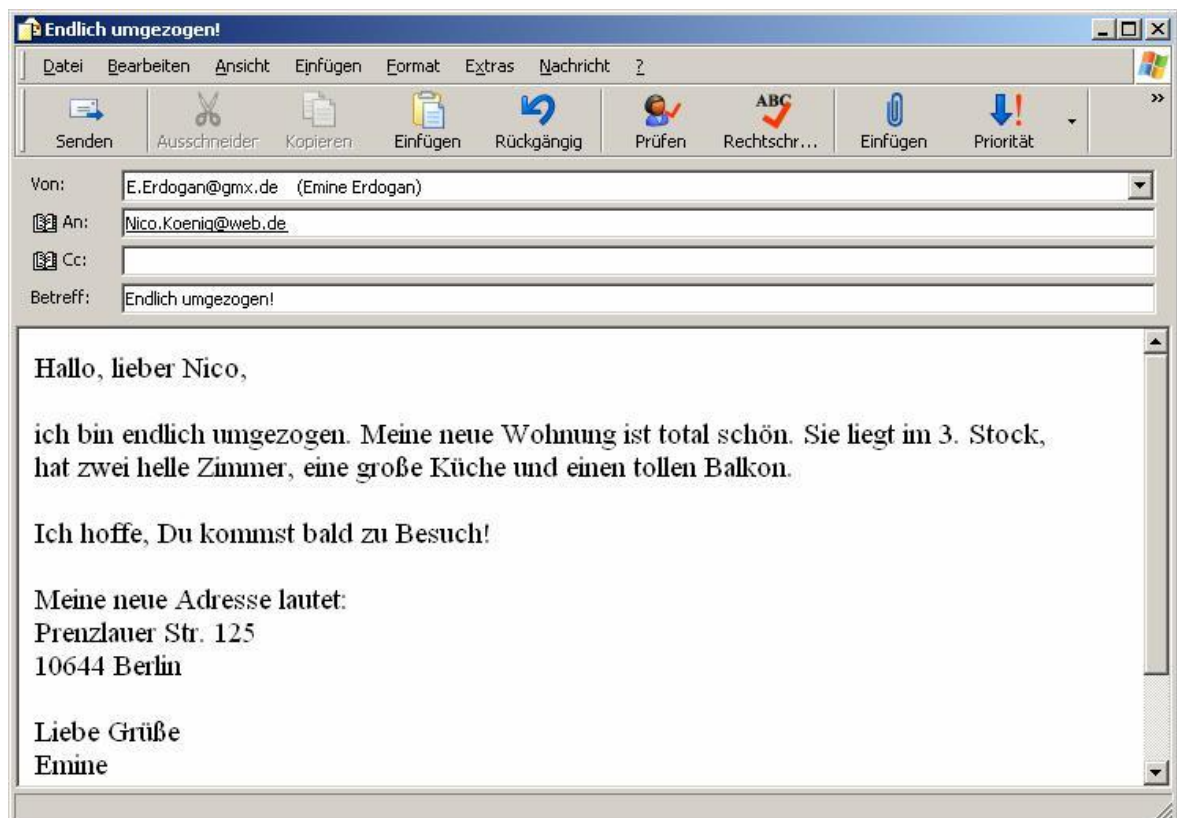 Endlich umgezogen!
Datei Bearbeiten Ansicht Einfügen Format Extras Nachricht ?
Senden Ausschneiden Kopieren Einfügen Rückgängig Prüfen ABC Rechtschr... Einfügen Priorität »
Von: E.Erdogan@gmx.de (Emine Erdogan)
An: Nico.Koenig@web.de
Cc:
Betreff: Endlich umgezogen!
Hallo, lieber Nico,
ich bin endlich umgezogen. Meine neue Wohnung ist total schön. Sie liegt im 3. Stock,
hat zwei helle Zimmer, eine große Küche und einen tollen Balkon.
Ich hoffe, Du kommst bald zu Besuch!
Meine neue Adresse lautet:
Prenzlauer Str. 125
10644 Berlin
Liebe Grüße
Emine